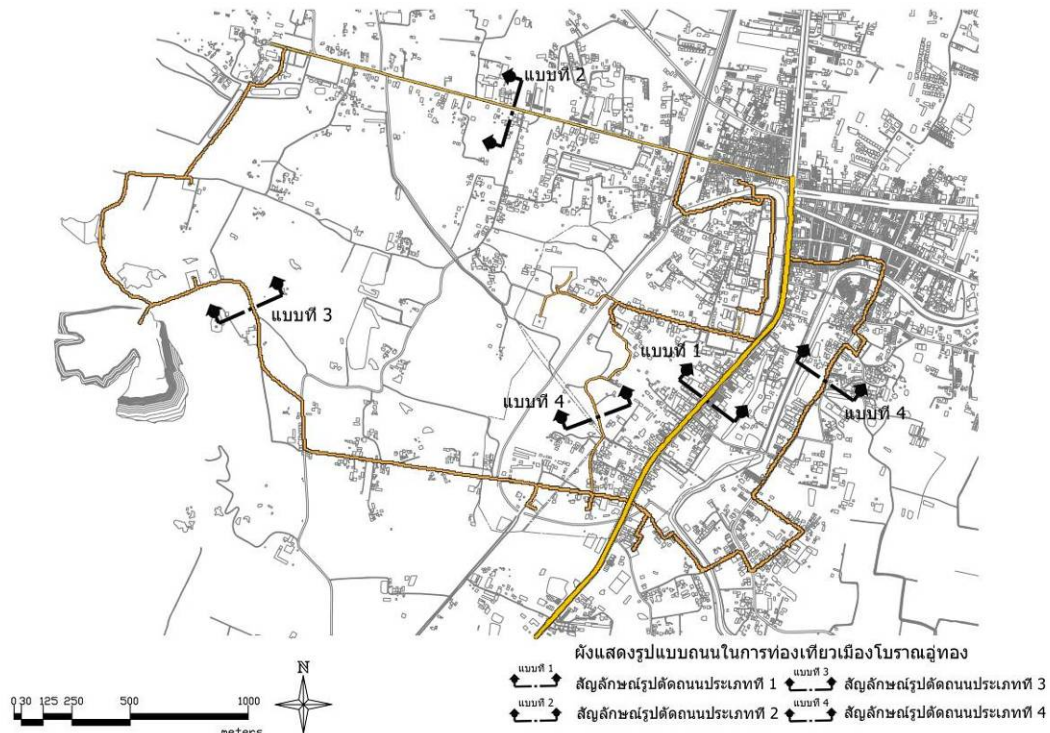 แบบที่ 2
แบบที่ 3
แบบที่ 1
แบบที่ 4
แบบที่ 4
N
ผังแสดงรูปแบบถนนในการท่องเที่ยวเมืองโบราณอู่ทอง
แบบที่ 1 สัญลักษณ์รูปตัดถนนประเภทที่ 1 แบบที่ 3 สัญลักษณ์รูปตัดถนนประเภทที่ 3
แบบที่ 2 สัญลักษณ์รูปตัดถนนประเภทที่ 2 แบบที่ 4 สัญลักษณ์รูปตัดถนนประเภทที่ 4
0 30 125 250 500 1000
meters